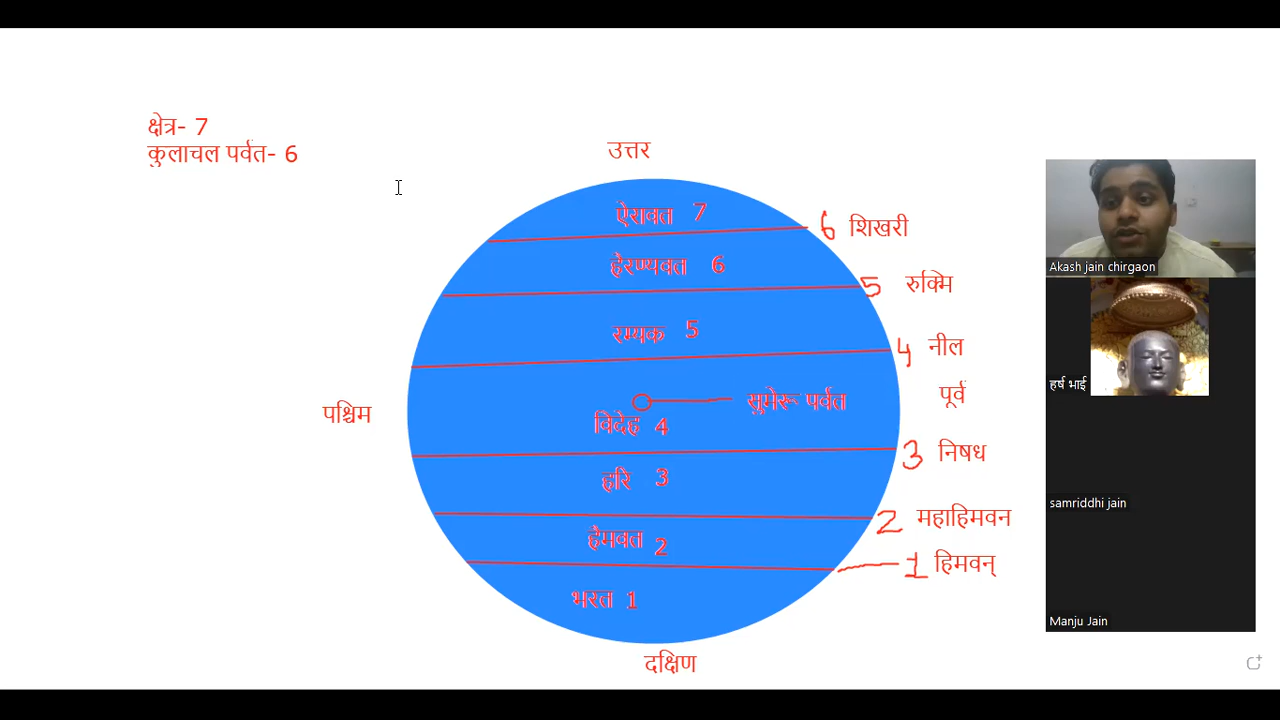 क्षेत्र- 7
कुलाचल पर्वत- 6
उत्तर
ऐरावत 7
6 शिखरी
हैरण्यवत 6
5 रुक्मि
रम्यक 5
4 नील
सुमेरू पर्वत
पूर्व
पश्चिम
विदेह 4
3 निषध
हरि 3
2 महाहिमवन
हेमवत 2
1 हिमवन्
भरत 1
दक्षिण
Akash jain chirgaon
हर्ष भाई
samriddhi jain
Manju Jain